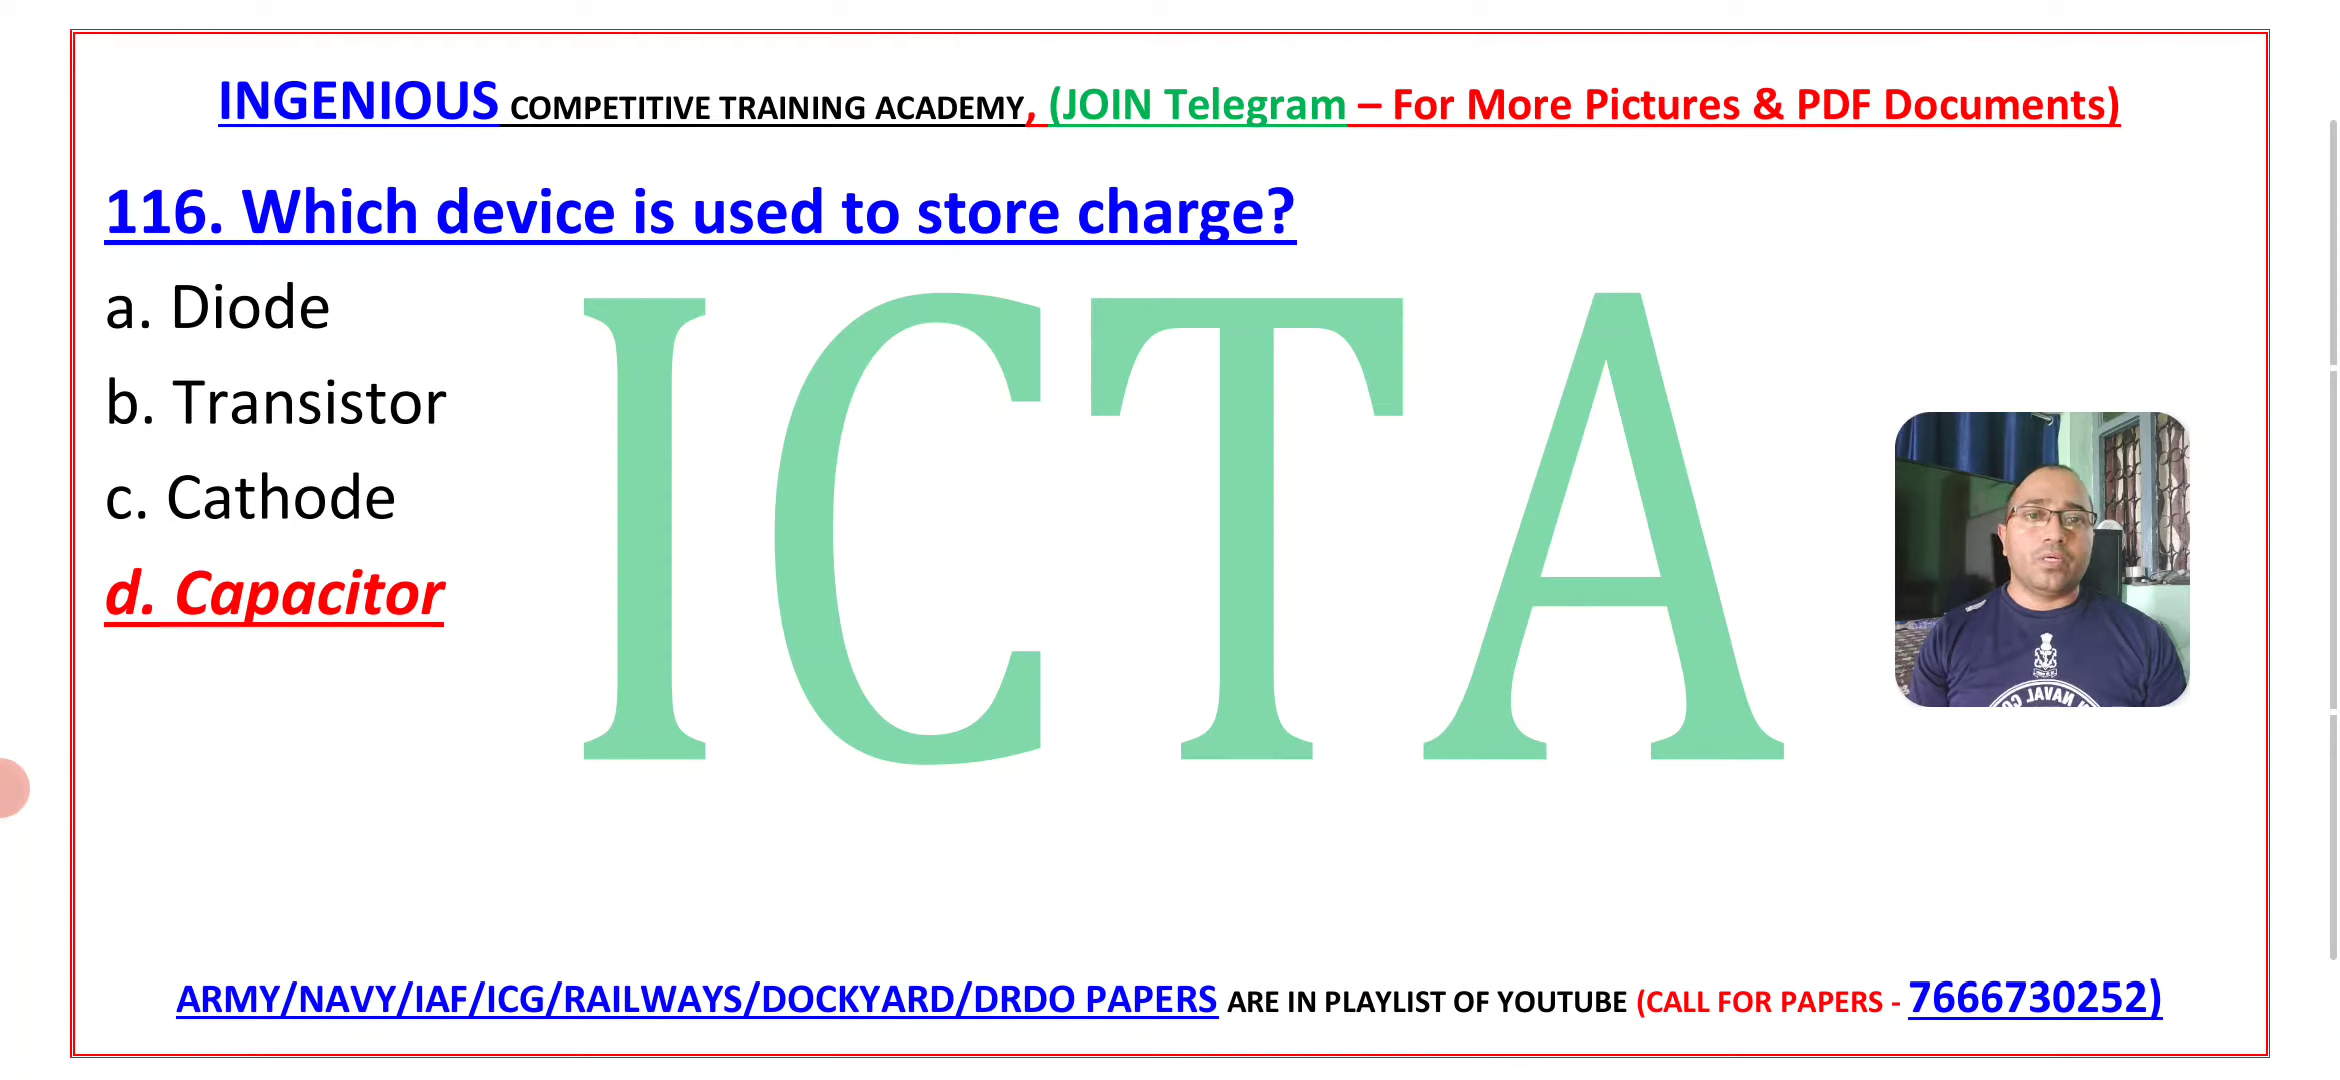 INGENIOUS COMPETITIVE TRAINING ACADEMY, (JOIN Telegram – For More Pictures & PDF Documents)
116. Which device is used to store charge?
a. Diode
b. Transistor
c. Cathode
d. Capacitor
ICTA
NAVAL
ARMY/NAVY/IAF/ICG/RAILWAYS/DOCKYARD/DRDO PAPERS ARE IN PLAYLIST OF YOUTUBE (CALL FOR PAPERS - 7666730252)